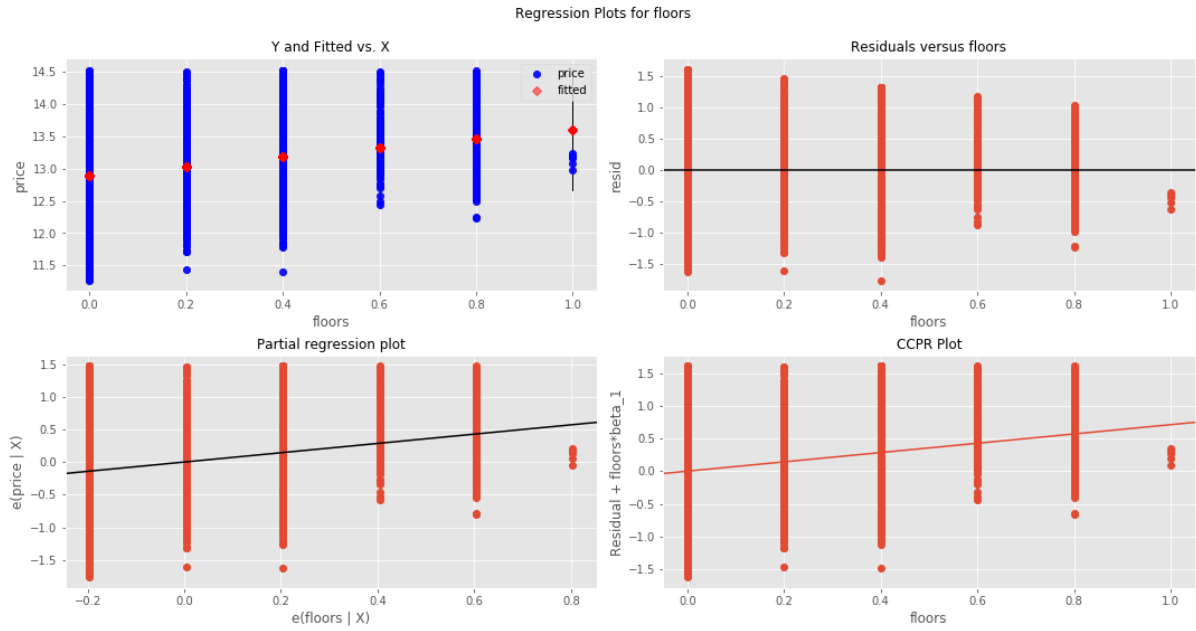 Regression Plots for floors
Y and Fitted vs. X
price
14.5
14.0
13.5
13.0
12.5
12.0
11.5
price
fitted
0.0 0.2 0.4 0.6 0.8 1.0
floors
Residuals versus floors
resid
1.5
1.0
0.5
0.0
−0.5
−1.0
−1.5
0.0 0.2 0.4 0.6 0.8 1.0
floors
Partial regression plot
e(price | X)
1.5
1.0
0.5
0.0
−0.5
−1.0
−1.5
−0.2 0.0 0.2 0.4 0.6 0.8
e(floors | X)
CCPR Plot
Residual + floors*beta_1
1.5
1.0
0.5
0.0
−0.5
−1.0
−1.5
0.0 0.2 0.4 0.6 0.8 1.0
floors